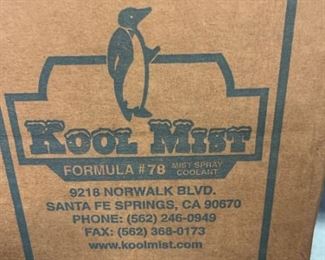 KOOL MIST
FORMULA #78 MIST SPRAY COOLANT
9218 NORWALK BLVD.
SANTA FE SPRINGS, CA 90670
PHONE: (562) 246-0949
FAX: (562) 368-0173
www.koolmist.com